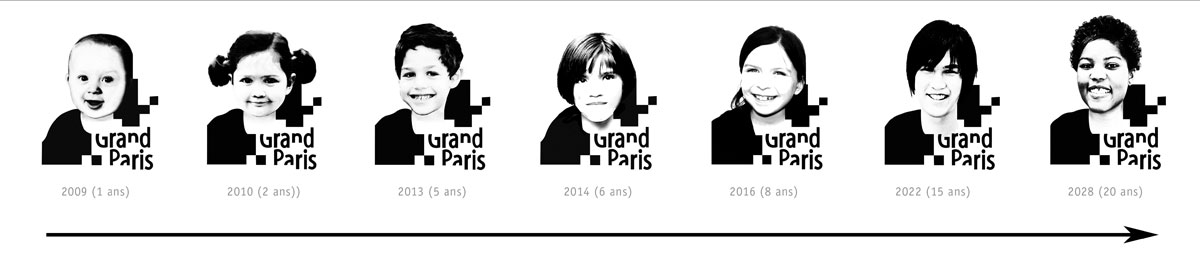 Grand
Paris
Grand
Paris
Grand
Paris
Grand
Paris
Grand
Paris
Grand
Paris
Grand
Paris
2009 (1 ans)
2010 (2 ans))
2013 (5 ans)
2014 (6 ans)
2016 (8 ans)
2022 (15 ans)
2028 (20 ans)